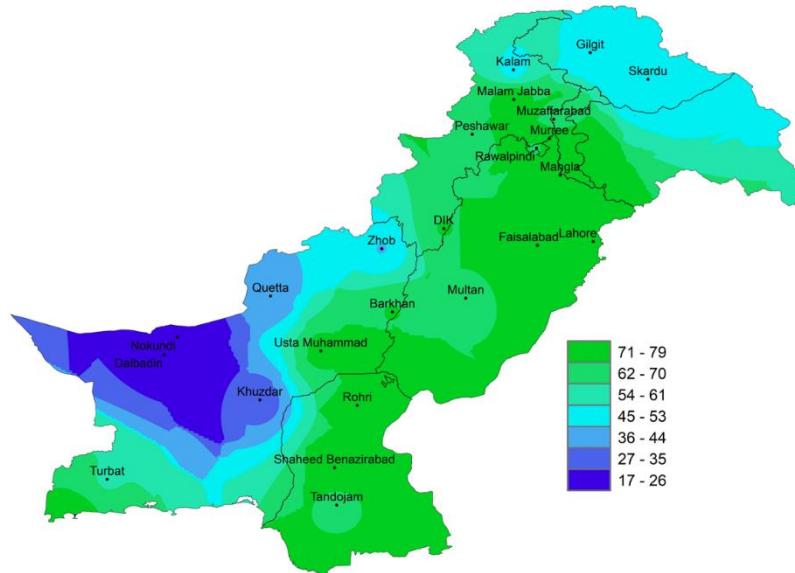 Gilgit
Kalam
Skardu
Malam Jabba
Muzaffarabad
Peshawar
Murree
Rawalpindi
Mangla
DIK
Zhob
Faisalabad
Lahore
Quetta
Multan
Barkhan
Nokundi
Usta Muhammad
Dalbadin
Khuzdar
Rohri
Shaheed Benazirabad
Turbat
Tandojam
71 - 79
62 - 70
54 - 61
45 - 53
36 - 44
27 - 35
17 - 26